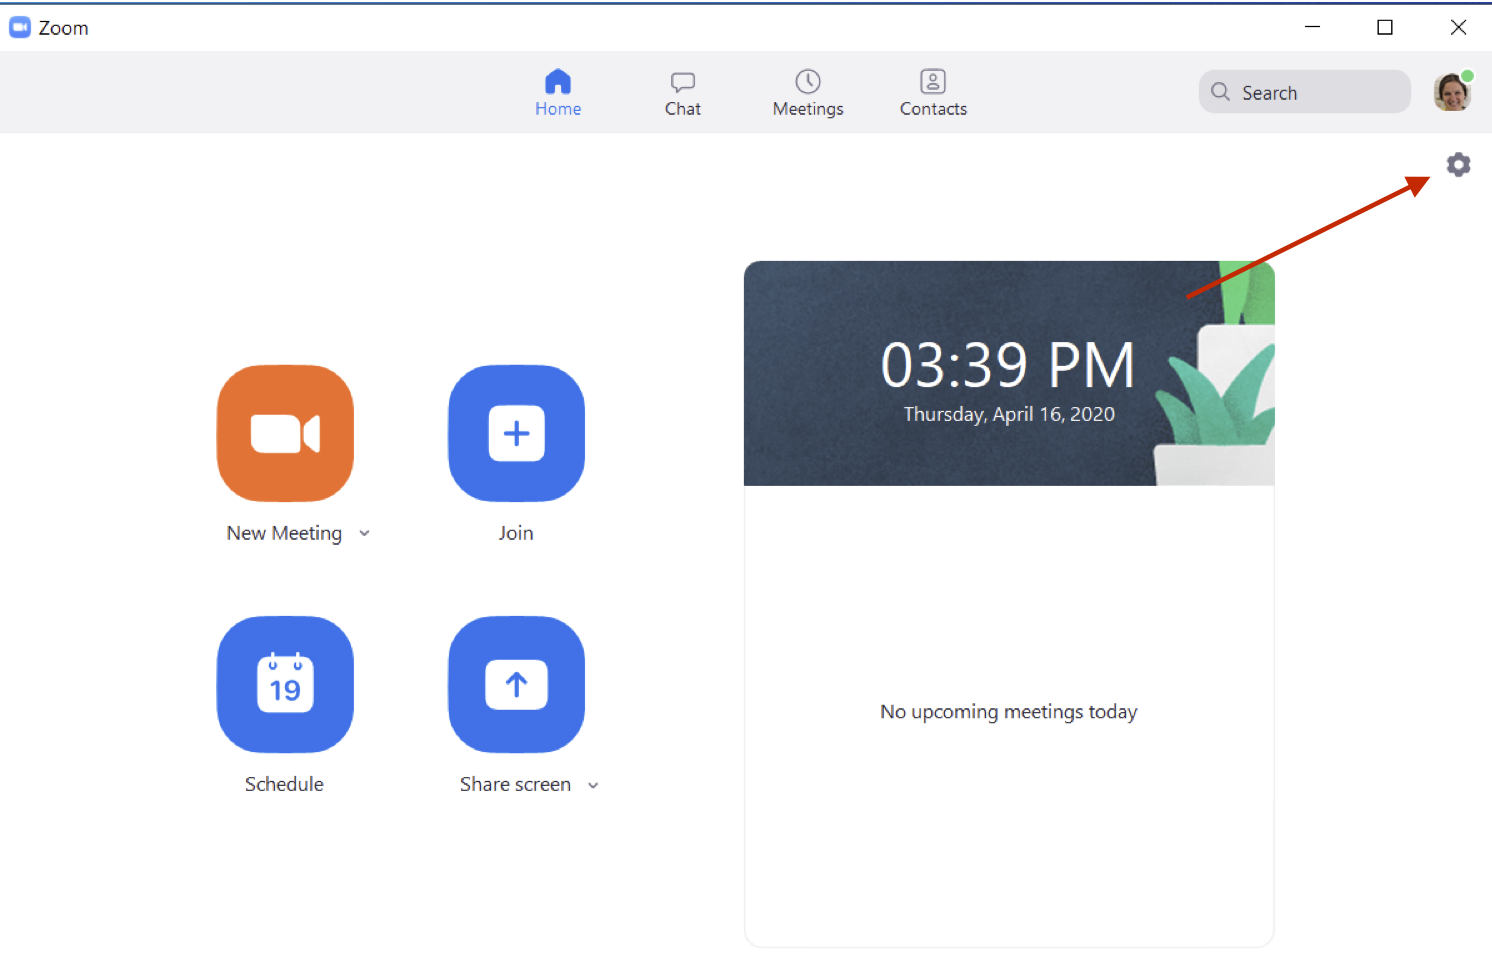 Zoom
Home
Chat
Meetings
Contacts
Search
03:39 PM
Thursday, April 16, 2020
New Meeting
Join
19
Schedule
Share screen
No upcoming meetings today